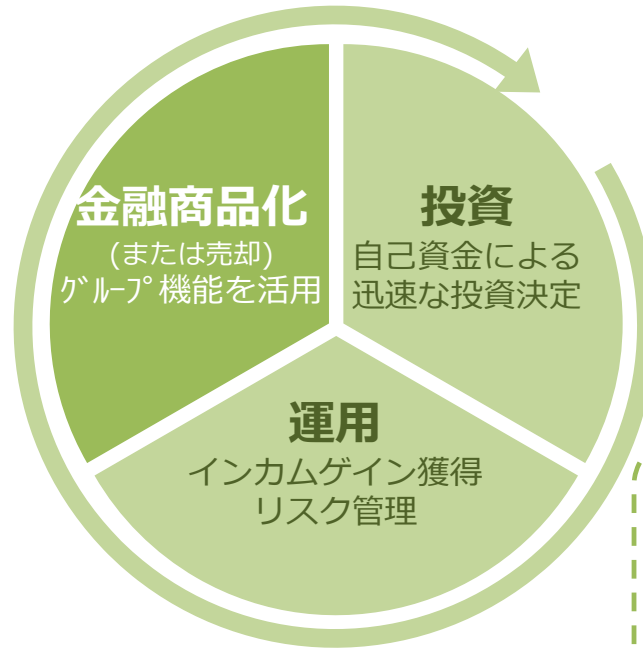 金融商品化
(または売却)
ｸﾞﾙｰﾌﾟ機能を活用
投資
自己資金による
迅速な投資決定
運用
インカムゲイン獲得
リスク管理